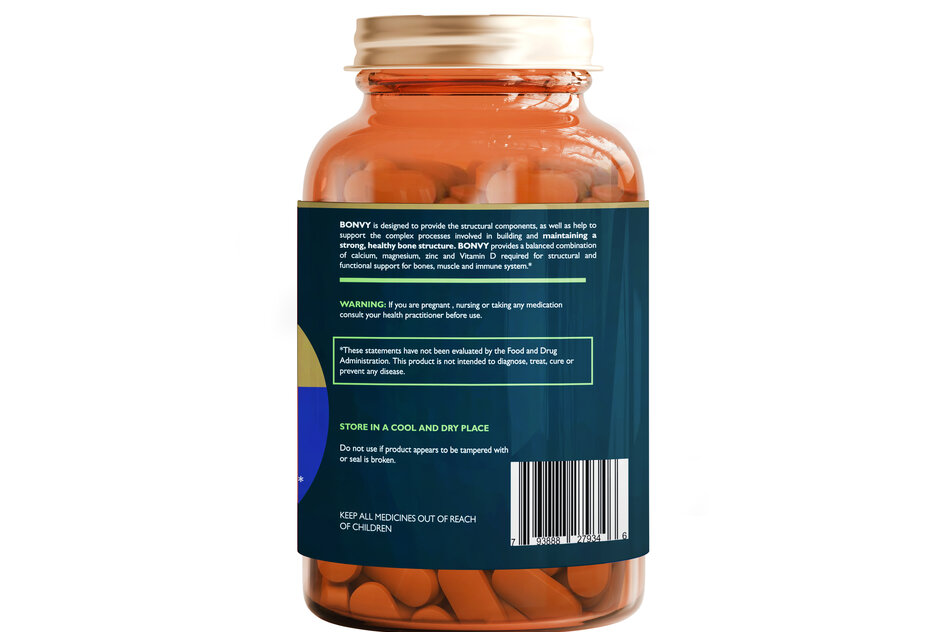 BONVY is designed to provide the structural components, as well as help to
support the complex processes involved in building and maintaining a
strong, healthy bone structure. BONVY provides a balanced combination
of calcium, magnesium, zinc and Vitamin D required for structural and
functional support for bones, muscle and immune system.*
WARNING: If you are pregnant , nursing or taking any medication
consult your health practitioner before use.
*These statements have not been evaluated by the Food and Drug
Administration. This product is not intended to diagnose, treat, cure or
prevent any disease.
STORE IN A COOL AND DRY PLACE
Do not use if product appears to be tampered with
or seal is broken.
*
KEEP ALL MEDICINES OUT OF REACH
OF CHILDREN
7 93888 27934 6